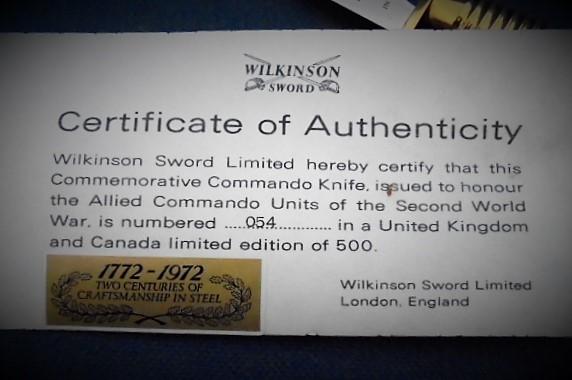 WILKINSON
SWORD
Certificate of Authenticity
Wilkinson Sword Limited hereby certify that this
Commemorative Commando Knife, issued to honour
the Allied Commando Units of the Second World
War, is numbered ....054.............. in a United Kingdom
and Canada limited edition of 500.
1772-1972
TWO CENTURIES OF
CRAFTSMANSHIP IN STEEL
Wilkinson Sword Limited
London, England